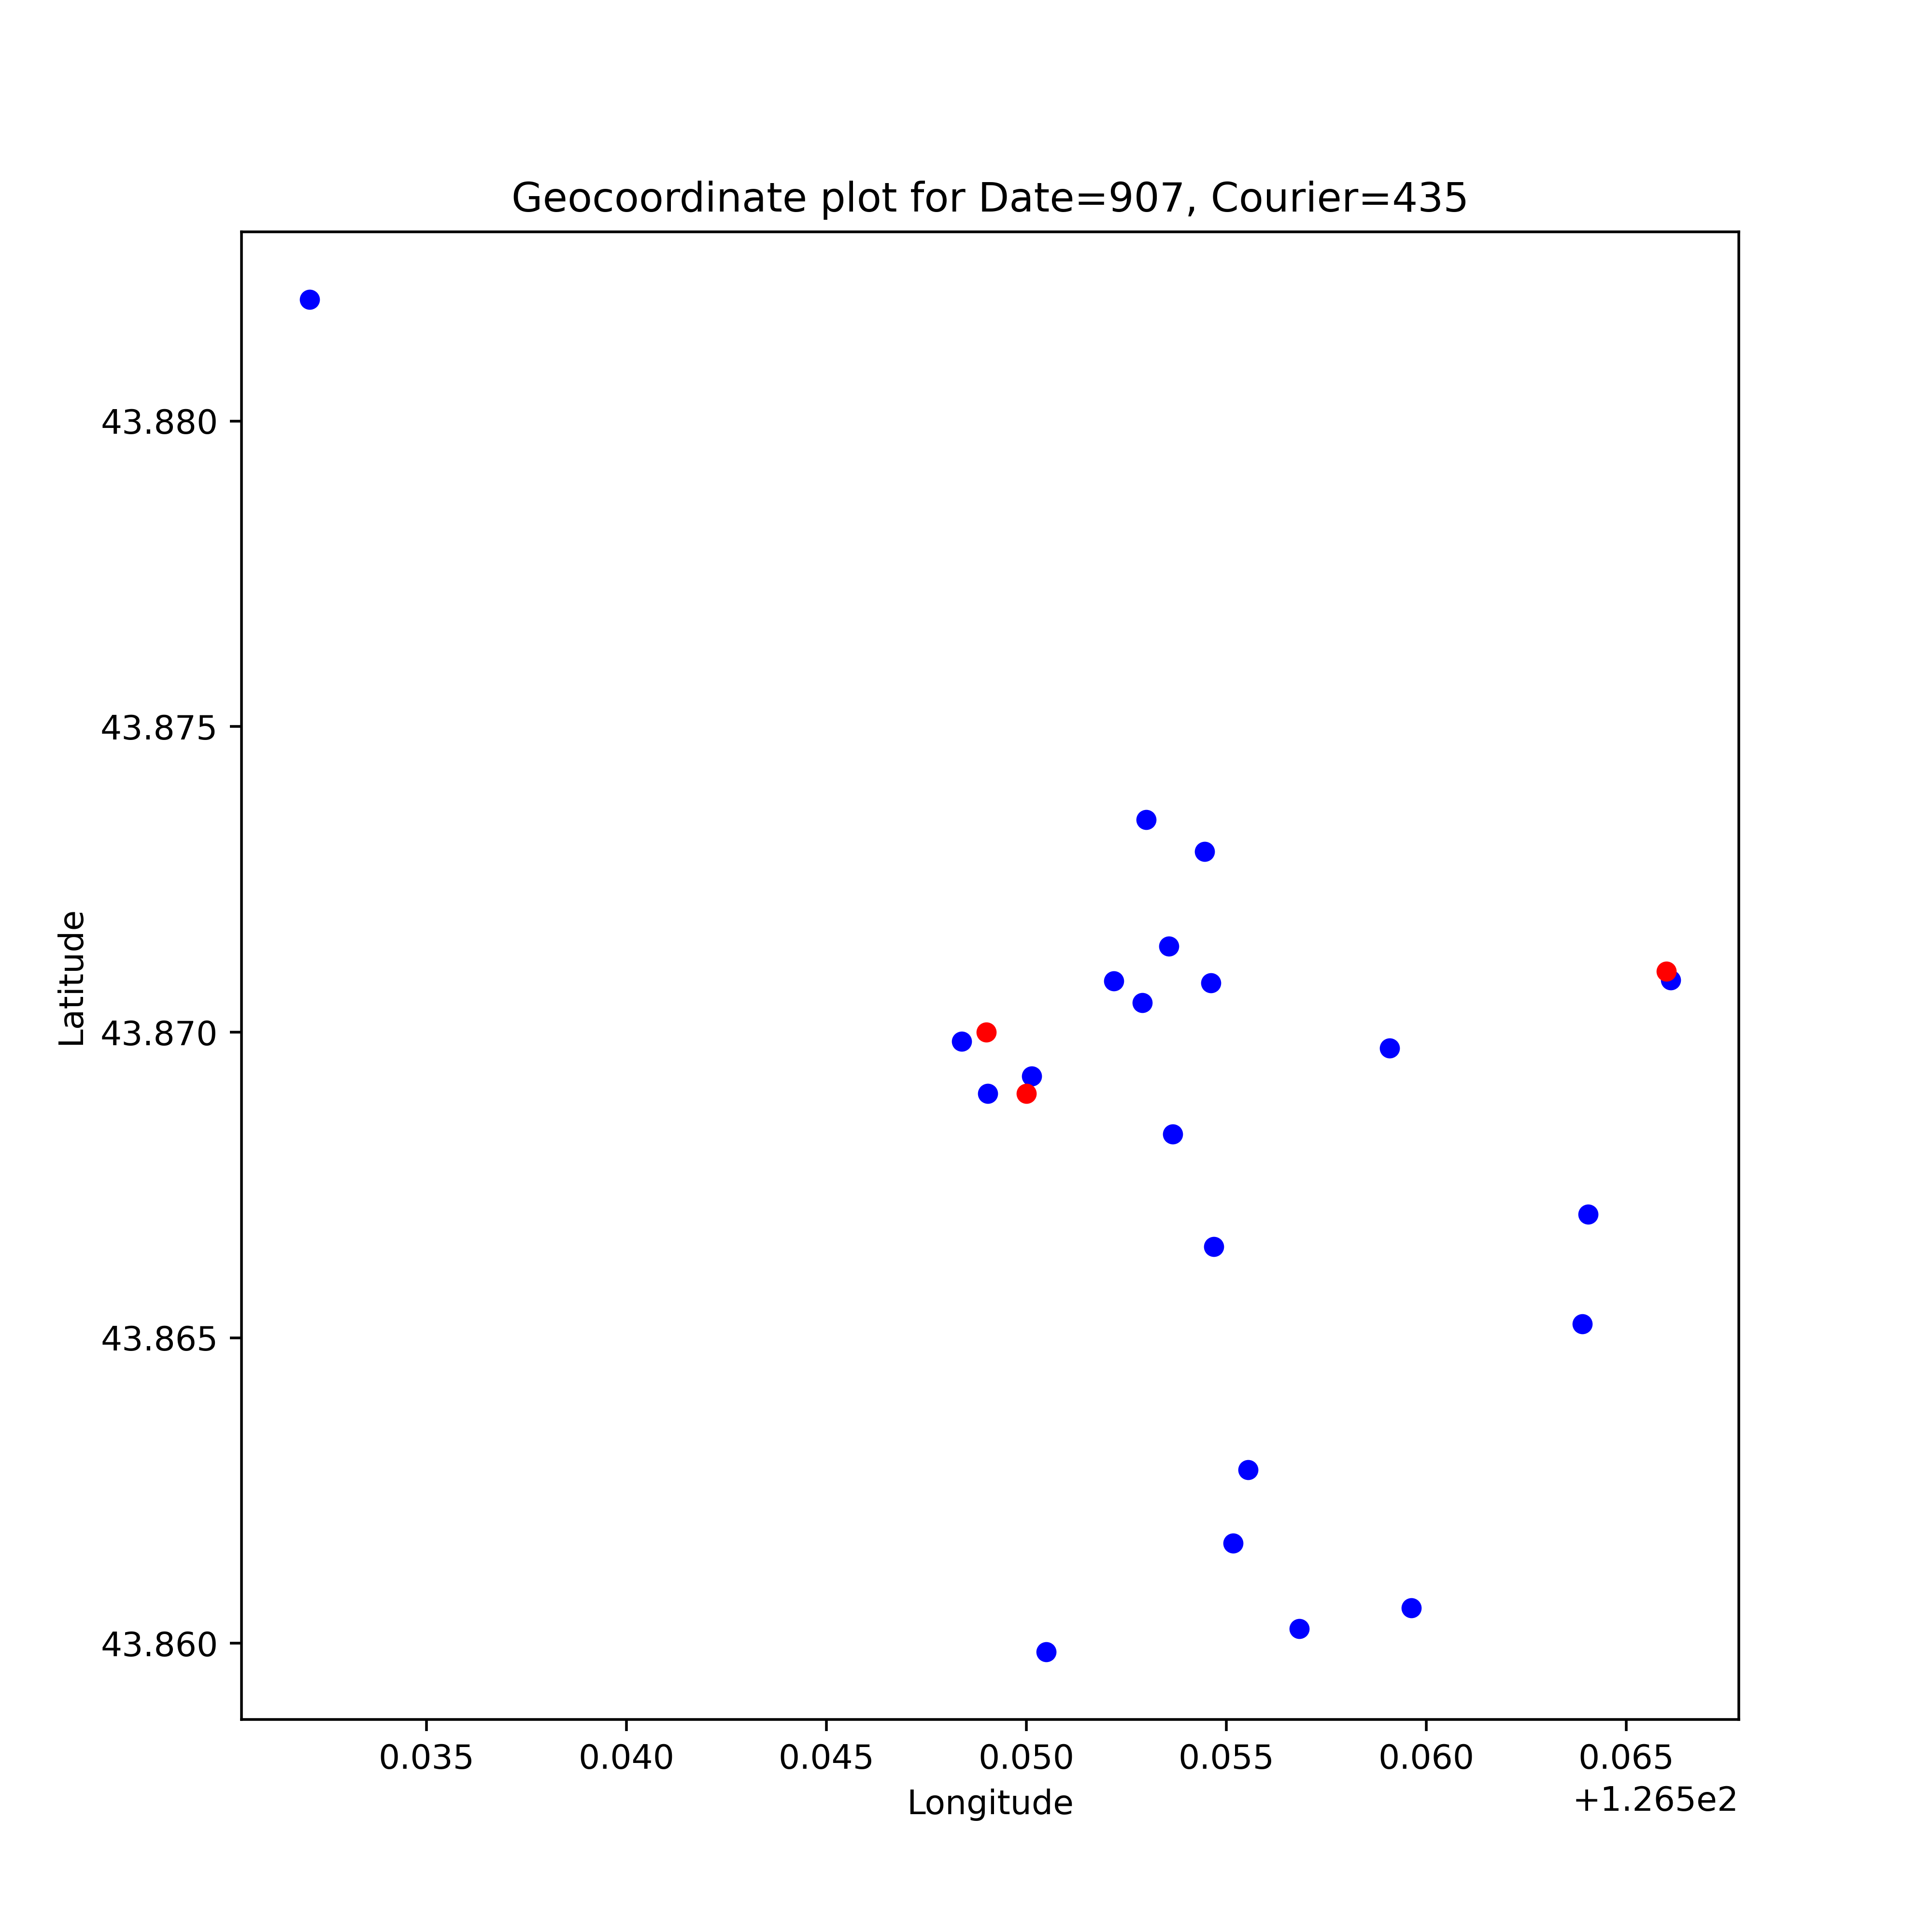 Geocoordinate plot for Date=907, Courier=435
43.880
43.875
43.870
43.865
43.860
Latitude
0.035 0.040 0.045 0.050 0.055 0.060 0.065
+1.265e2
Longitude